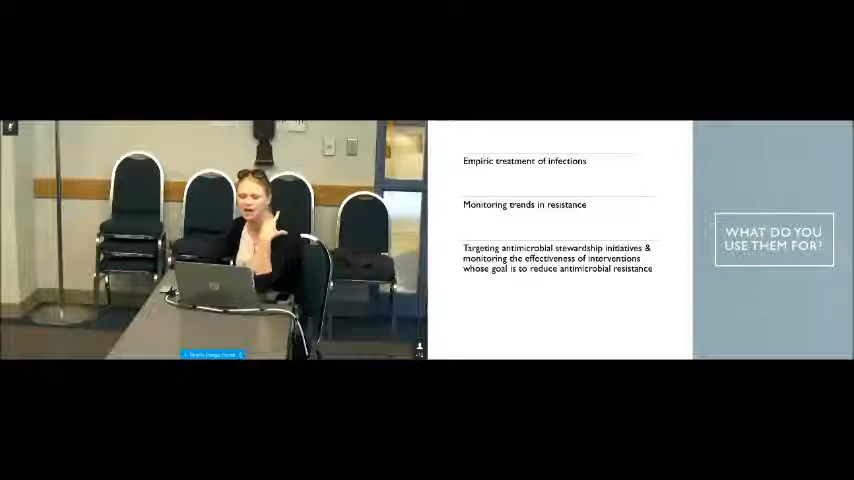 Empiric treatment of infections
Monitoring trends in resistance
Targeting antimicrobial stewardship initiatives &
monitoring the effectiveness of interventions
whose goal is to reduce antimicrobial resistance
WHAT DO YOU
USE THEM FOR?